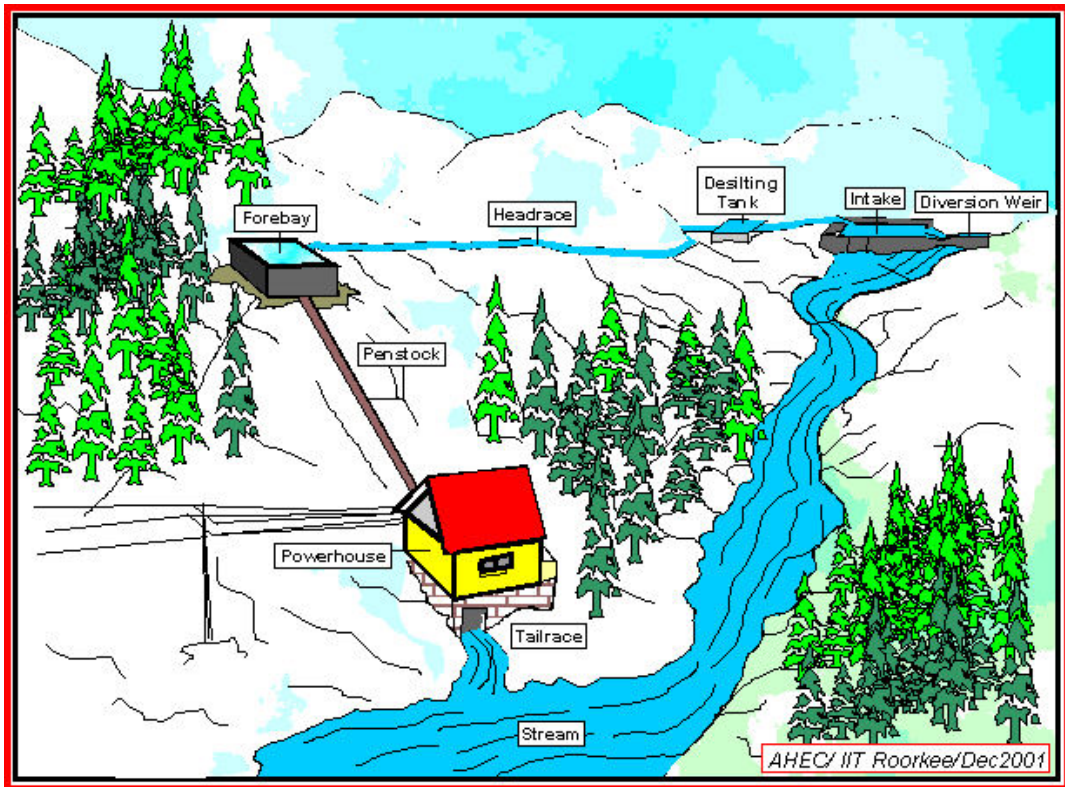 Desilting
Tank
Intake
Diversion Weir
Headrace
Forebay
Penstock
Powerhouse
Tailrace
Stream
AHEC/ IIT Roorkee/Dec2001